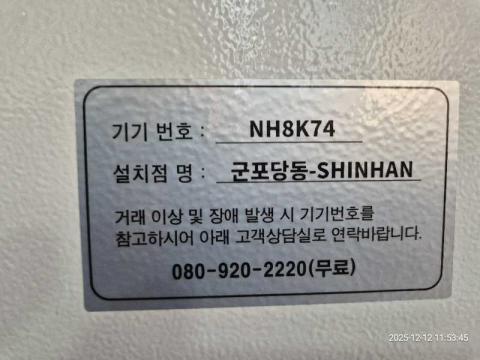 기기 번호 : NH8K74
설치점 명 : 군포당동-SHINHAN
거래 이상 및 장애 발생 시 기기번호를
참고하시어 아래 고객상담실로 연락바랍니다.
080-920-2220(무료)
2025-12-12 11:53:45